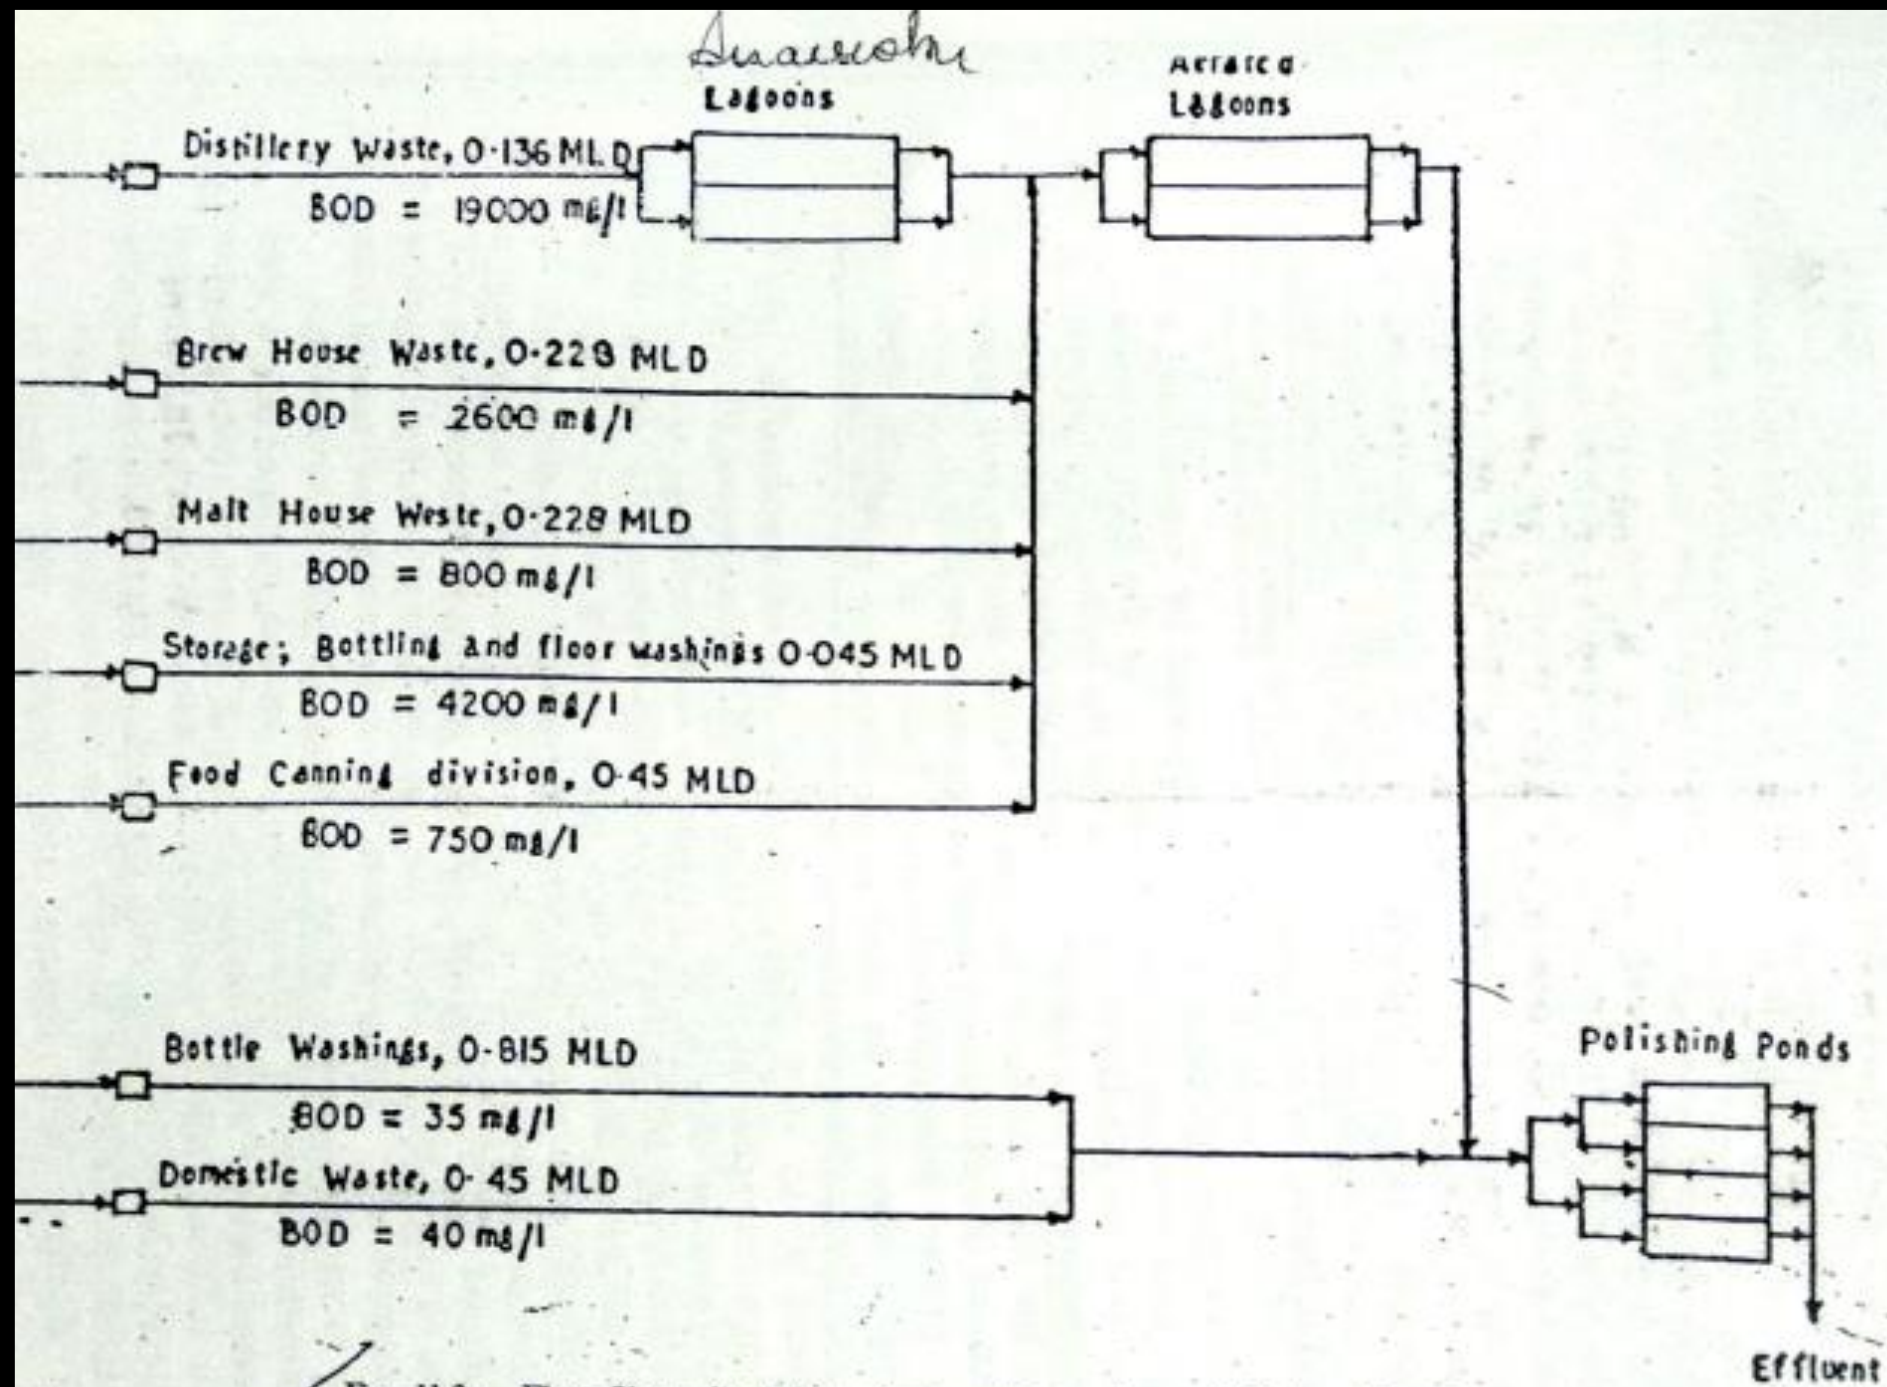 Anaerobic
Lagoons
Aerated
Lagoons
Distillery Waste, 0.136 MLD
BOD = 19000 mg/l
Brew House Waste, 0.228 MLD
BOD = 2600 mg/l
Malt House Waste, 0.228 MLD
BOD = 800 mg/l
Storage; Bottling and floor washings 0.045 MLD
BOD = 4200 mg/l
Food Canning division, 0.45 MLD
BOD = 750 mg/l
Bottle Washings, 0.815 MLD
BOD = 35 mg/l
Domestic Waste, 0.45 MLD
BOD = 40 mg/l
Polishing Ponds
Effluent